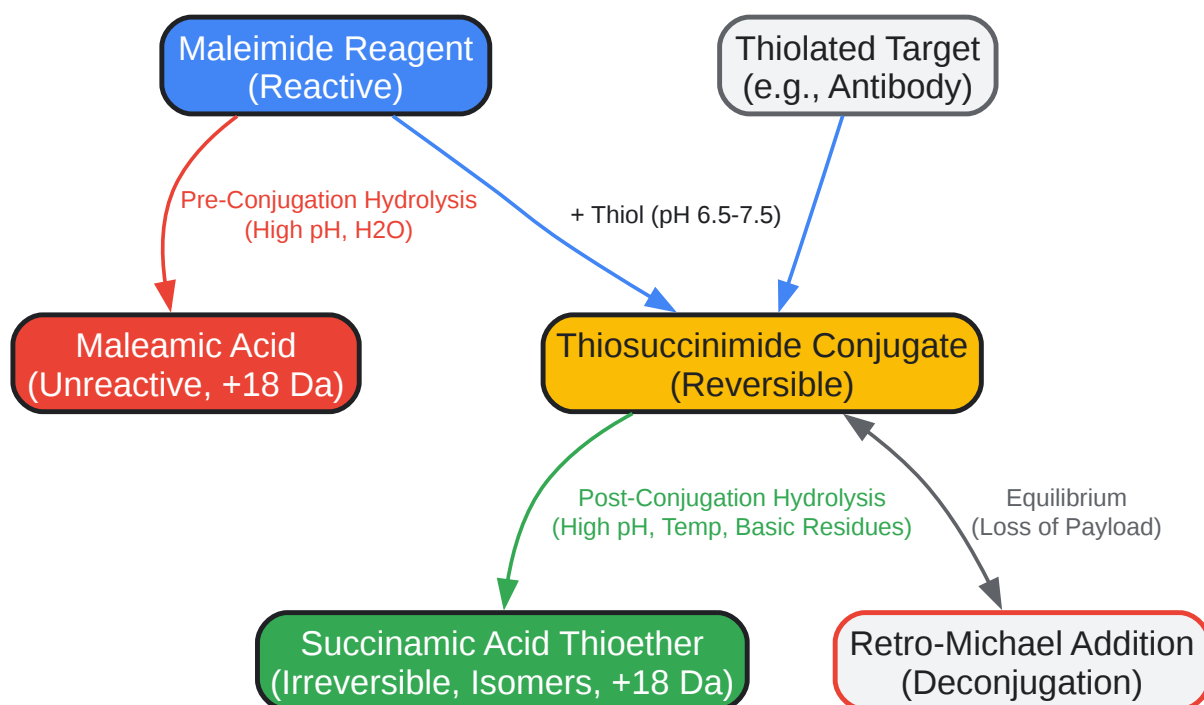 Maleimide Reagent
(Reactive)
Thiolated Target
(e.g., Antibody)
Pre-Conjugation Hydrolysis
(High pH, H2O)
+ Thiol (pH 6.5-7.5)
Maleamic Acid
(Unreactive, +18 Da)
Thiosuccinimide Conjugate
(Reversible)
Post-Conjugation Hydrolysis
(High pH, Temp, Basic Residues)
Equilibrium
(Loss of Payload)
Succinamic Acid Thioether
(Irreversible, Isomers, +18 Da)
Retro-Michael Addition
(Deconjugation)